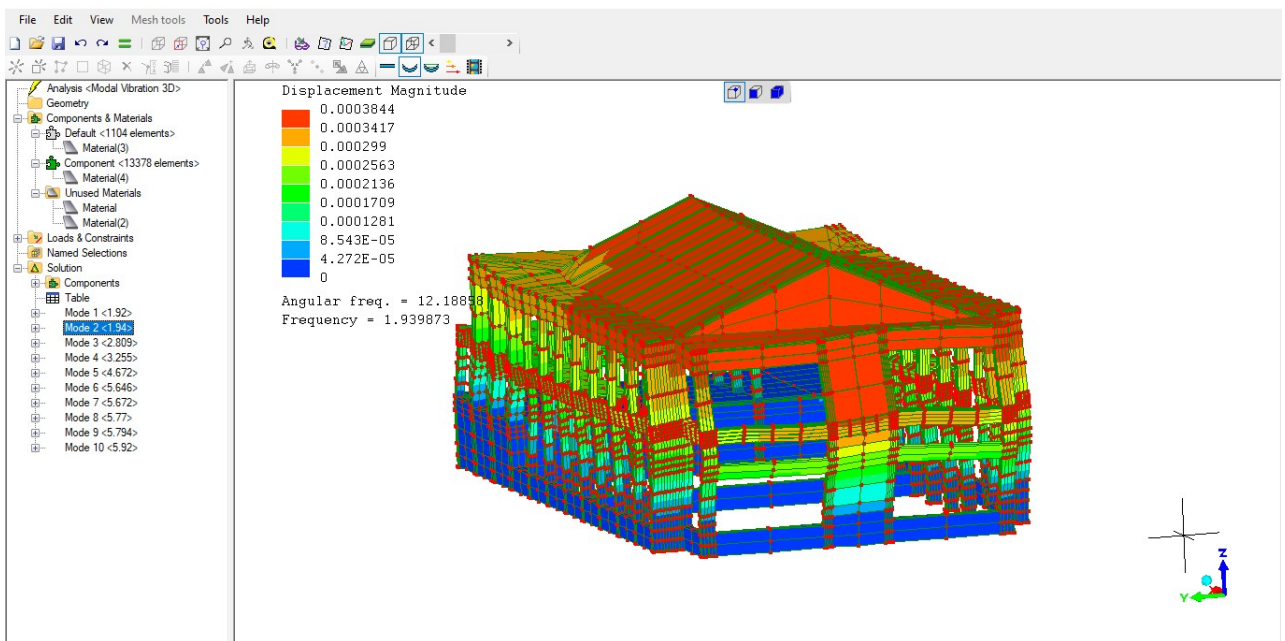 File Edit View Mesh tools Tools Help
Analysis <Modal Vibration 3D>
Geometry
Components & Materials
Default <1104 elements>
Material(3)
Component <13378 elements>
Material(4)
Unused Materials
Material
Material(2)
Loads & Constraints
Named Selections
Solution
Components
Table
Mode 1 <1.92>
Mode 2 <1.94>
Mode 3 <2.809>
Mode 4 <3.255>
Mode 5 <4.672>
Mode 6 <5.646>
Mode 7 <5.672>
Mode 8 <5.77>
Mode 9 <5.794>
Mode 10 <5.92>
Displacement Magnitude
0.0003844
0.0003417
0.000299
0.0002563
0.0002136
0.0001709
0.0001281
8.543E-05
4.272E-05
0
Angular freq. = 12.18858
Frequency = 1.939873
Z
Y